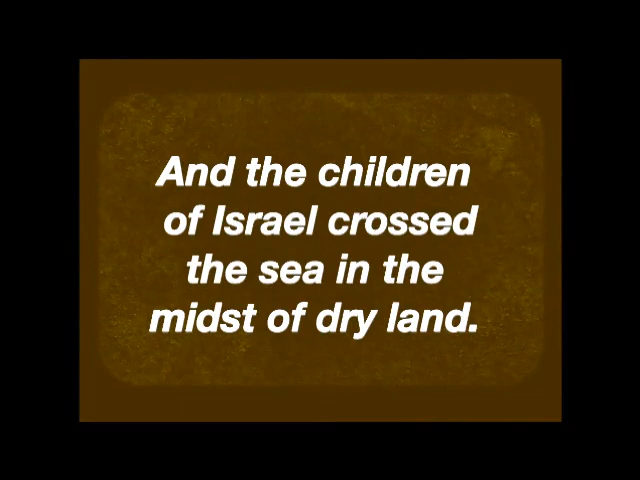 And the children
of Israel crossed
the sea in the
midst of dry land.